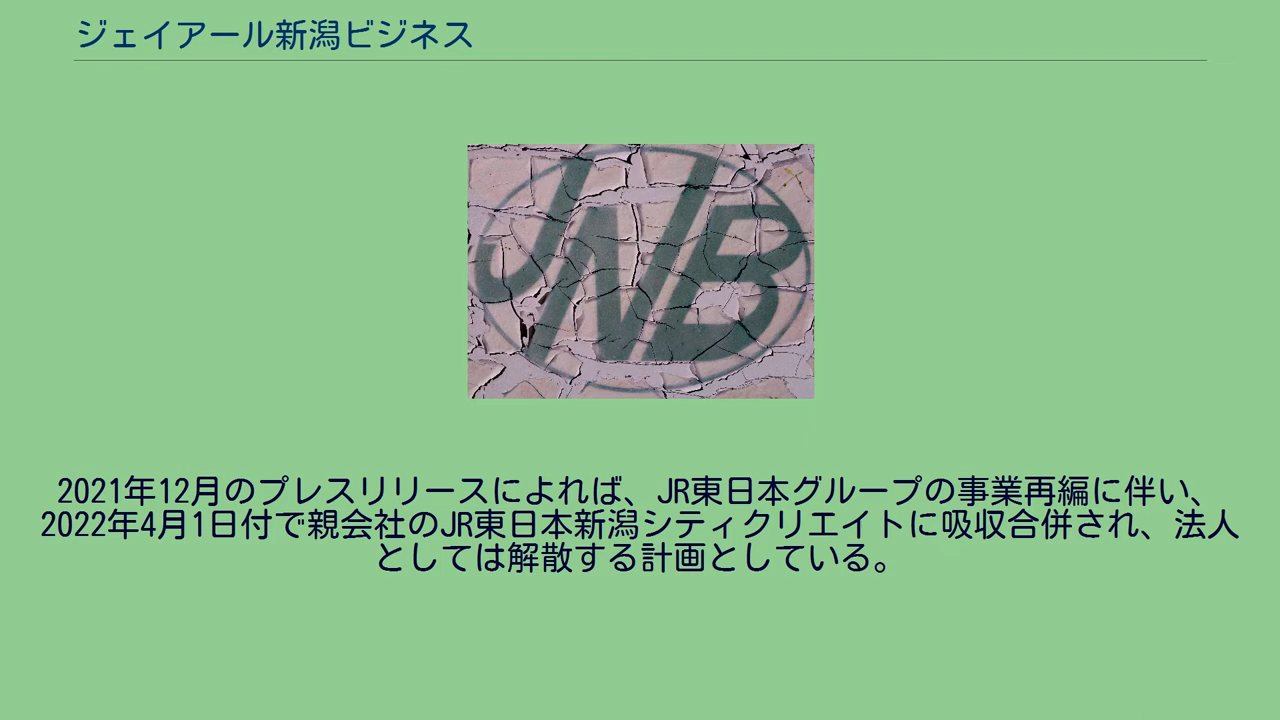 ジェイアール新潟ビジネス
JNB
2021年12月のプレスリリースによれば、JR東日本グループの事業再編に伴い、
2022年4月1日付で親会社のJR東日本新潟シティクリエイトに吸収合併され、法人
としては解散する計画としている。